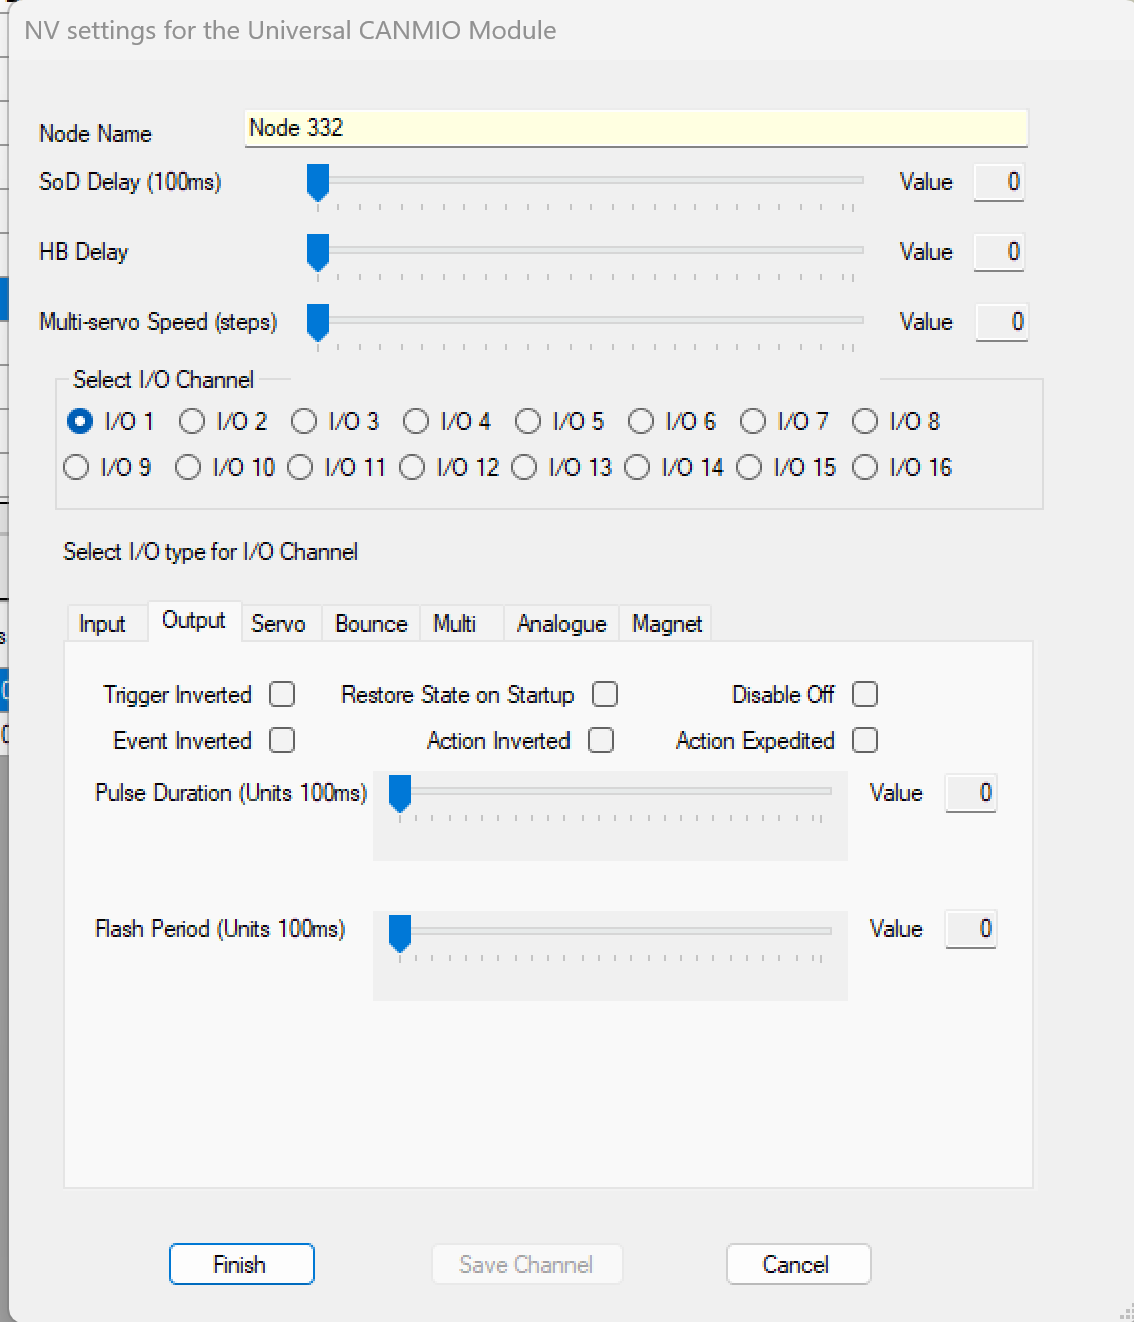 NV settings for the Universal CANMIO Module
Node Name Node 332
SoD Delay (100ms) Value 0
HB Delay Value 0
Multi-servo Speed (steps) Value 0
Select I/O Channel
I/O 1 I/O 2 I/O 3 I/O 4 I/O 5 I/O 6 I/O 7 I/O 8
I/O 9 I/O 10 I/O 11 I/O 12 I/O 13 I/O 14 I/O 15 I/O 16
Select I/O type for I/O Channel
Input Output Servo Bounce Multi Analogue Magnet
Trigger Inverted Restore State on Startup Disable Off
Event Inverted Action Inverted Action Expedited
Pulse Duration (Units 100ms) Value 0
Flash Period (Units 100ms) Value 0
Finish Save Channel Cancel